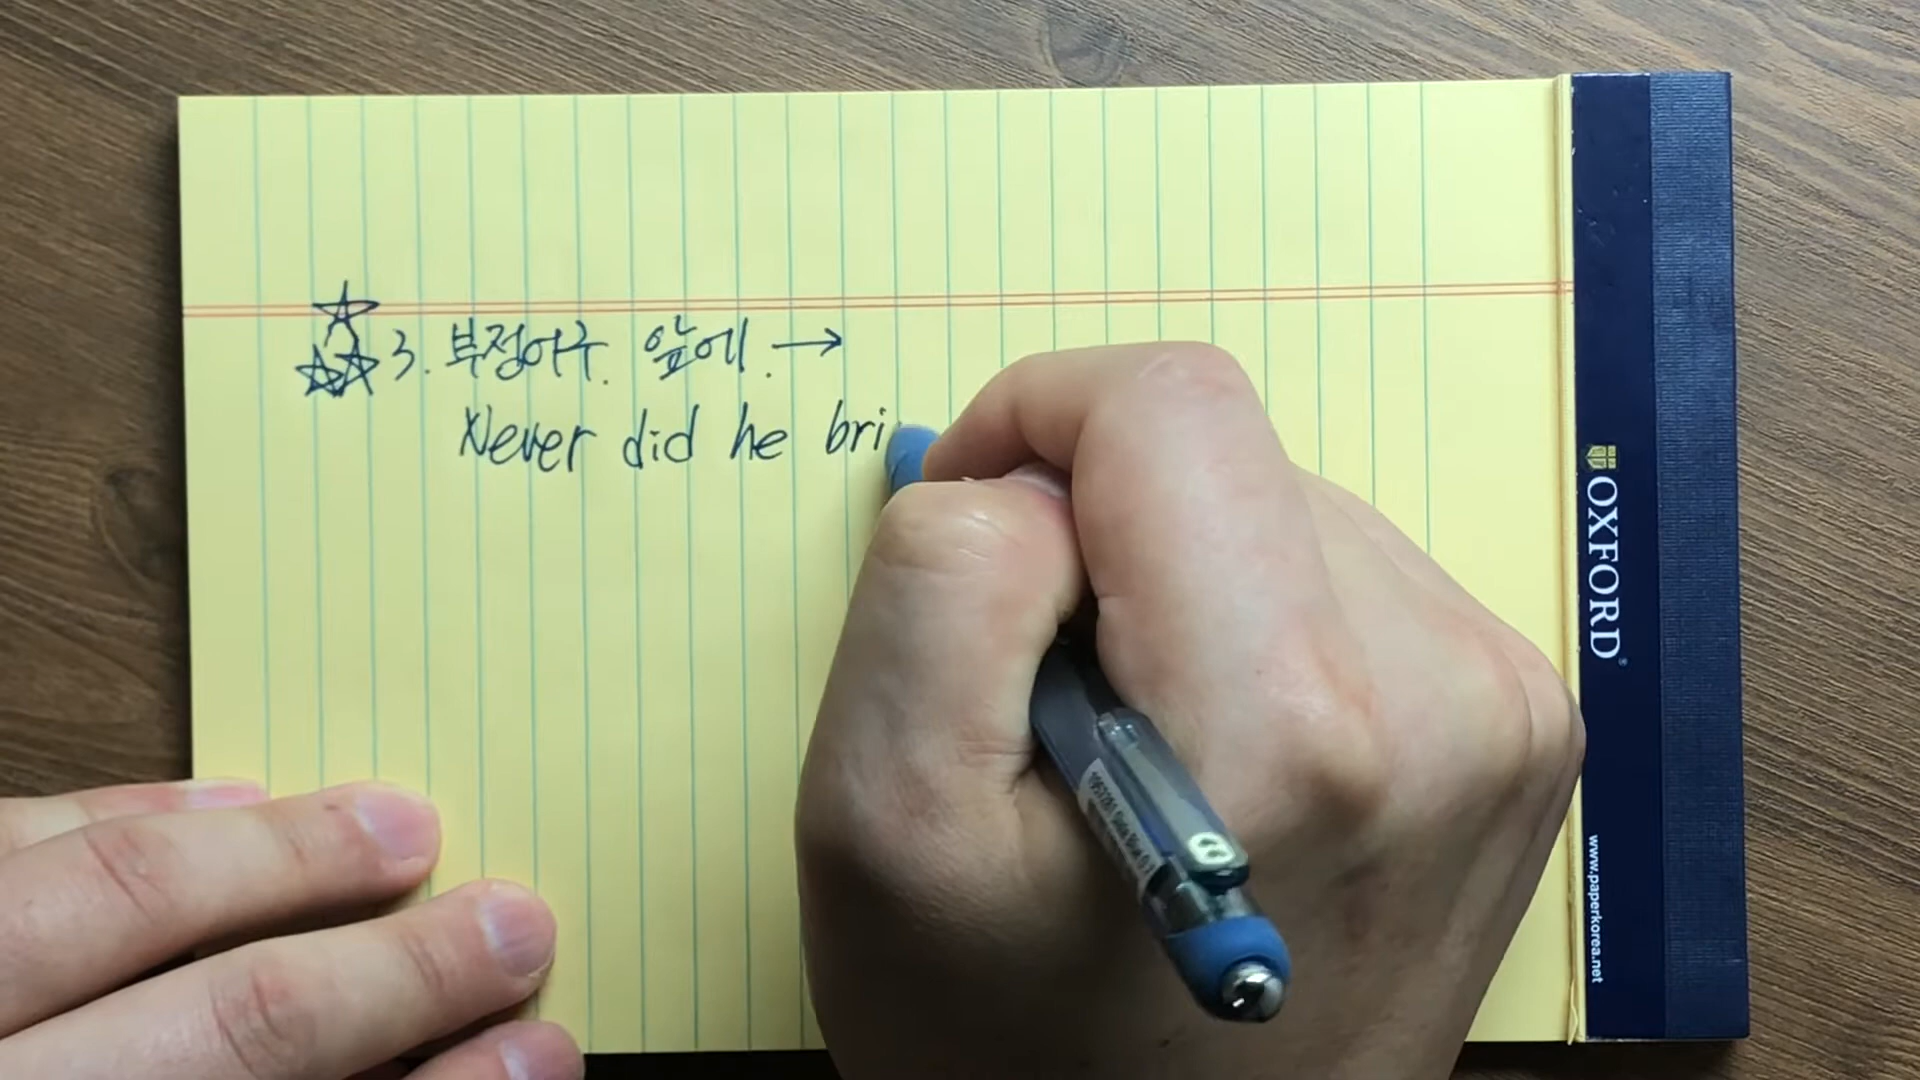 3. 부정어구. 앞에. →
Never did he bri
OXFORD®
www.paperkorea.net